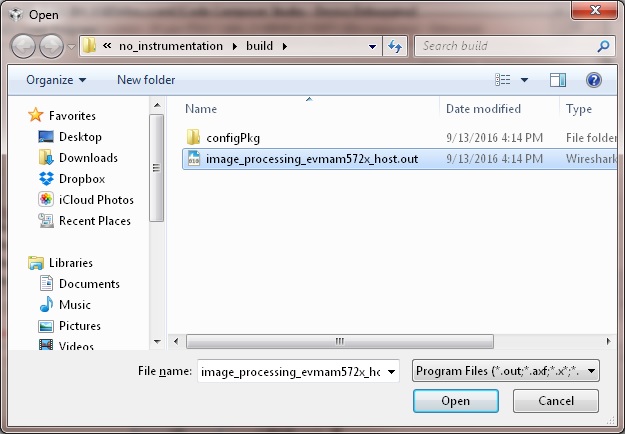 Open
« no_instrumentation build Search build
Organize New folder
Name Date modified Type
Favorites
Desktop
Downloads
Dropbox
iCloud Photos
Recent Places
Libraries
Documents
Music
Pictures
Videos
configPkg 9/13/2016 4:14 PM File folder
image_processing_evmam572x_host.out 9/13/2016 4:14 PM Wireshark
File name: image_processing_evmam572x_hc Program Files (*.out;*.axf;*.x*;*.
Open Cancel